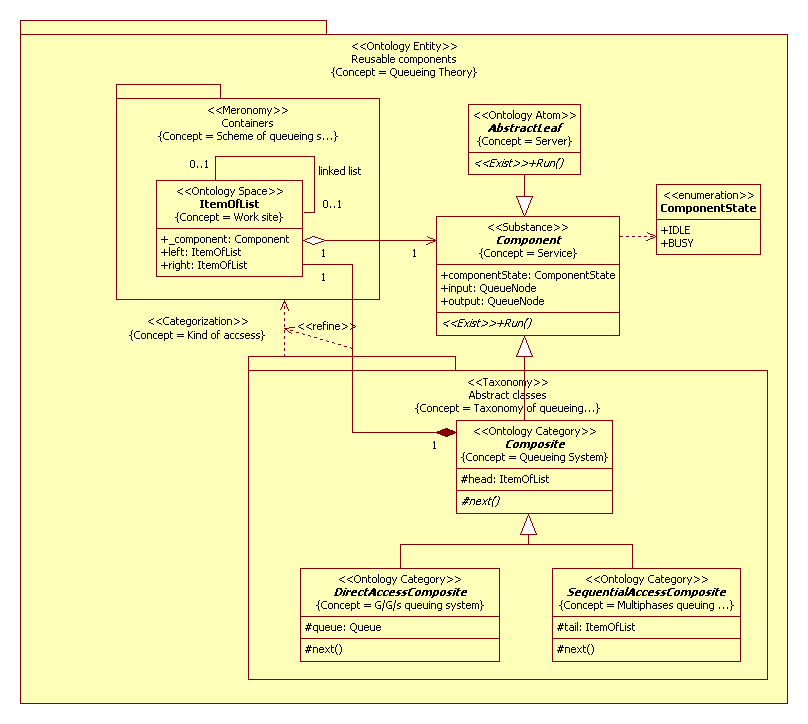 <<Ontology Entity>>
Reusable components
{Concept = Queueing Theory}
<<Meronomy>>
Containers
{Concept = Scheme of queueing s...}
0..1
linked list
0..1
<<Ontology Space>>
ItemOfList
{Concept = Work site}
+_component: Component
+left: ItemOfList
+right: ItemOfList
1
1
1
<<Ontology Atom>>
AbstractLeaf
{Concept = Server}
<<Exist>>+Run()
<<Substance>>
Component
{Concept = Service}
+componentState: ComponentState
+input: QueueNode
+output: QueueNode
<<Exist>>+Run()
<<enumeration>>
ComponentState
+IDLE
+BUSY
<<Categorization>>
{Concept = Kind of accsess}
<<refine>>
<<Taxonomy>>
Abstract classes
{Concept = Taxonomy of queueing...}
1
<<Ontology Category>>
Composite
{Concept = Queueing System}
#head: ItemOfList
#next()
<<Ontology Category>>
DirectAccessComposite
{Concept = G/G/s queuing system}
#queue: Queue
#next()
<<Ontology Category>>
SequentialAccessComposite
{Concept = Multiphases queuing ...}
#tail: ItemOfList
#next()